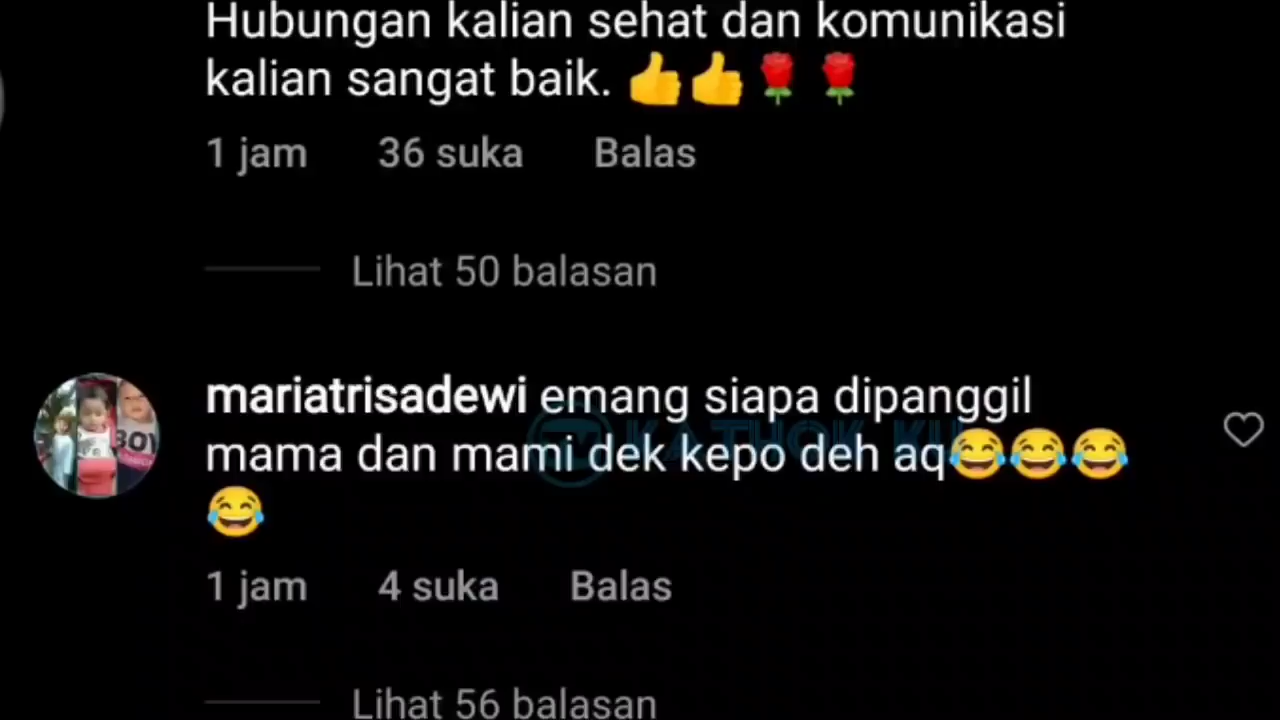 Hubungan kalian sehat dan komunikasi
kalian sangat baik. 👍👍🌹🌹
1 jam 36 suka Balas
Lihat 50 balasan
mariatrisadewi emang siapa dipanggil
mama dan mami dek kepo deh aq😂😂😂
😂
1 jam 4 suka Balas
Lihat 56 balasan